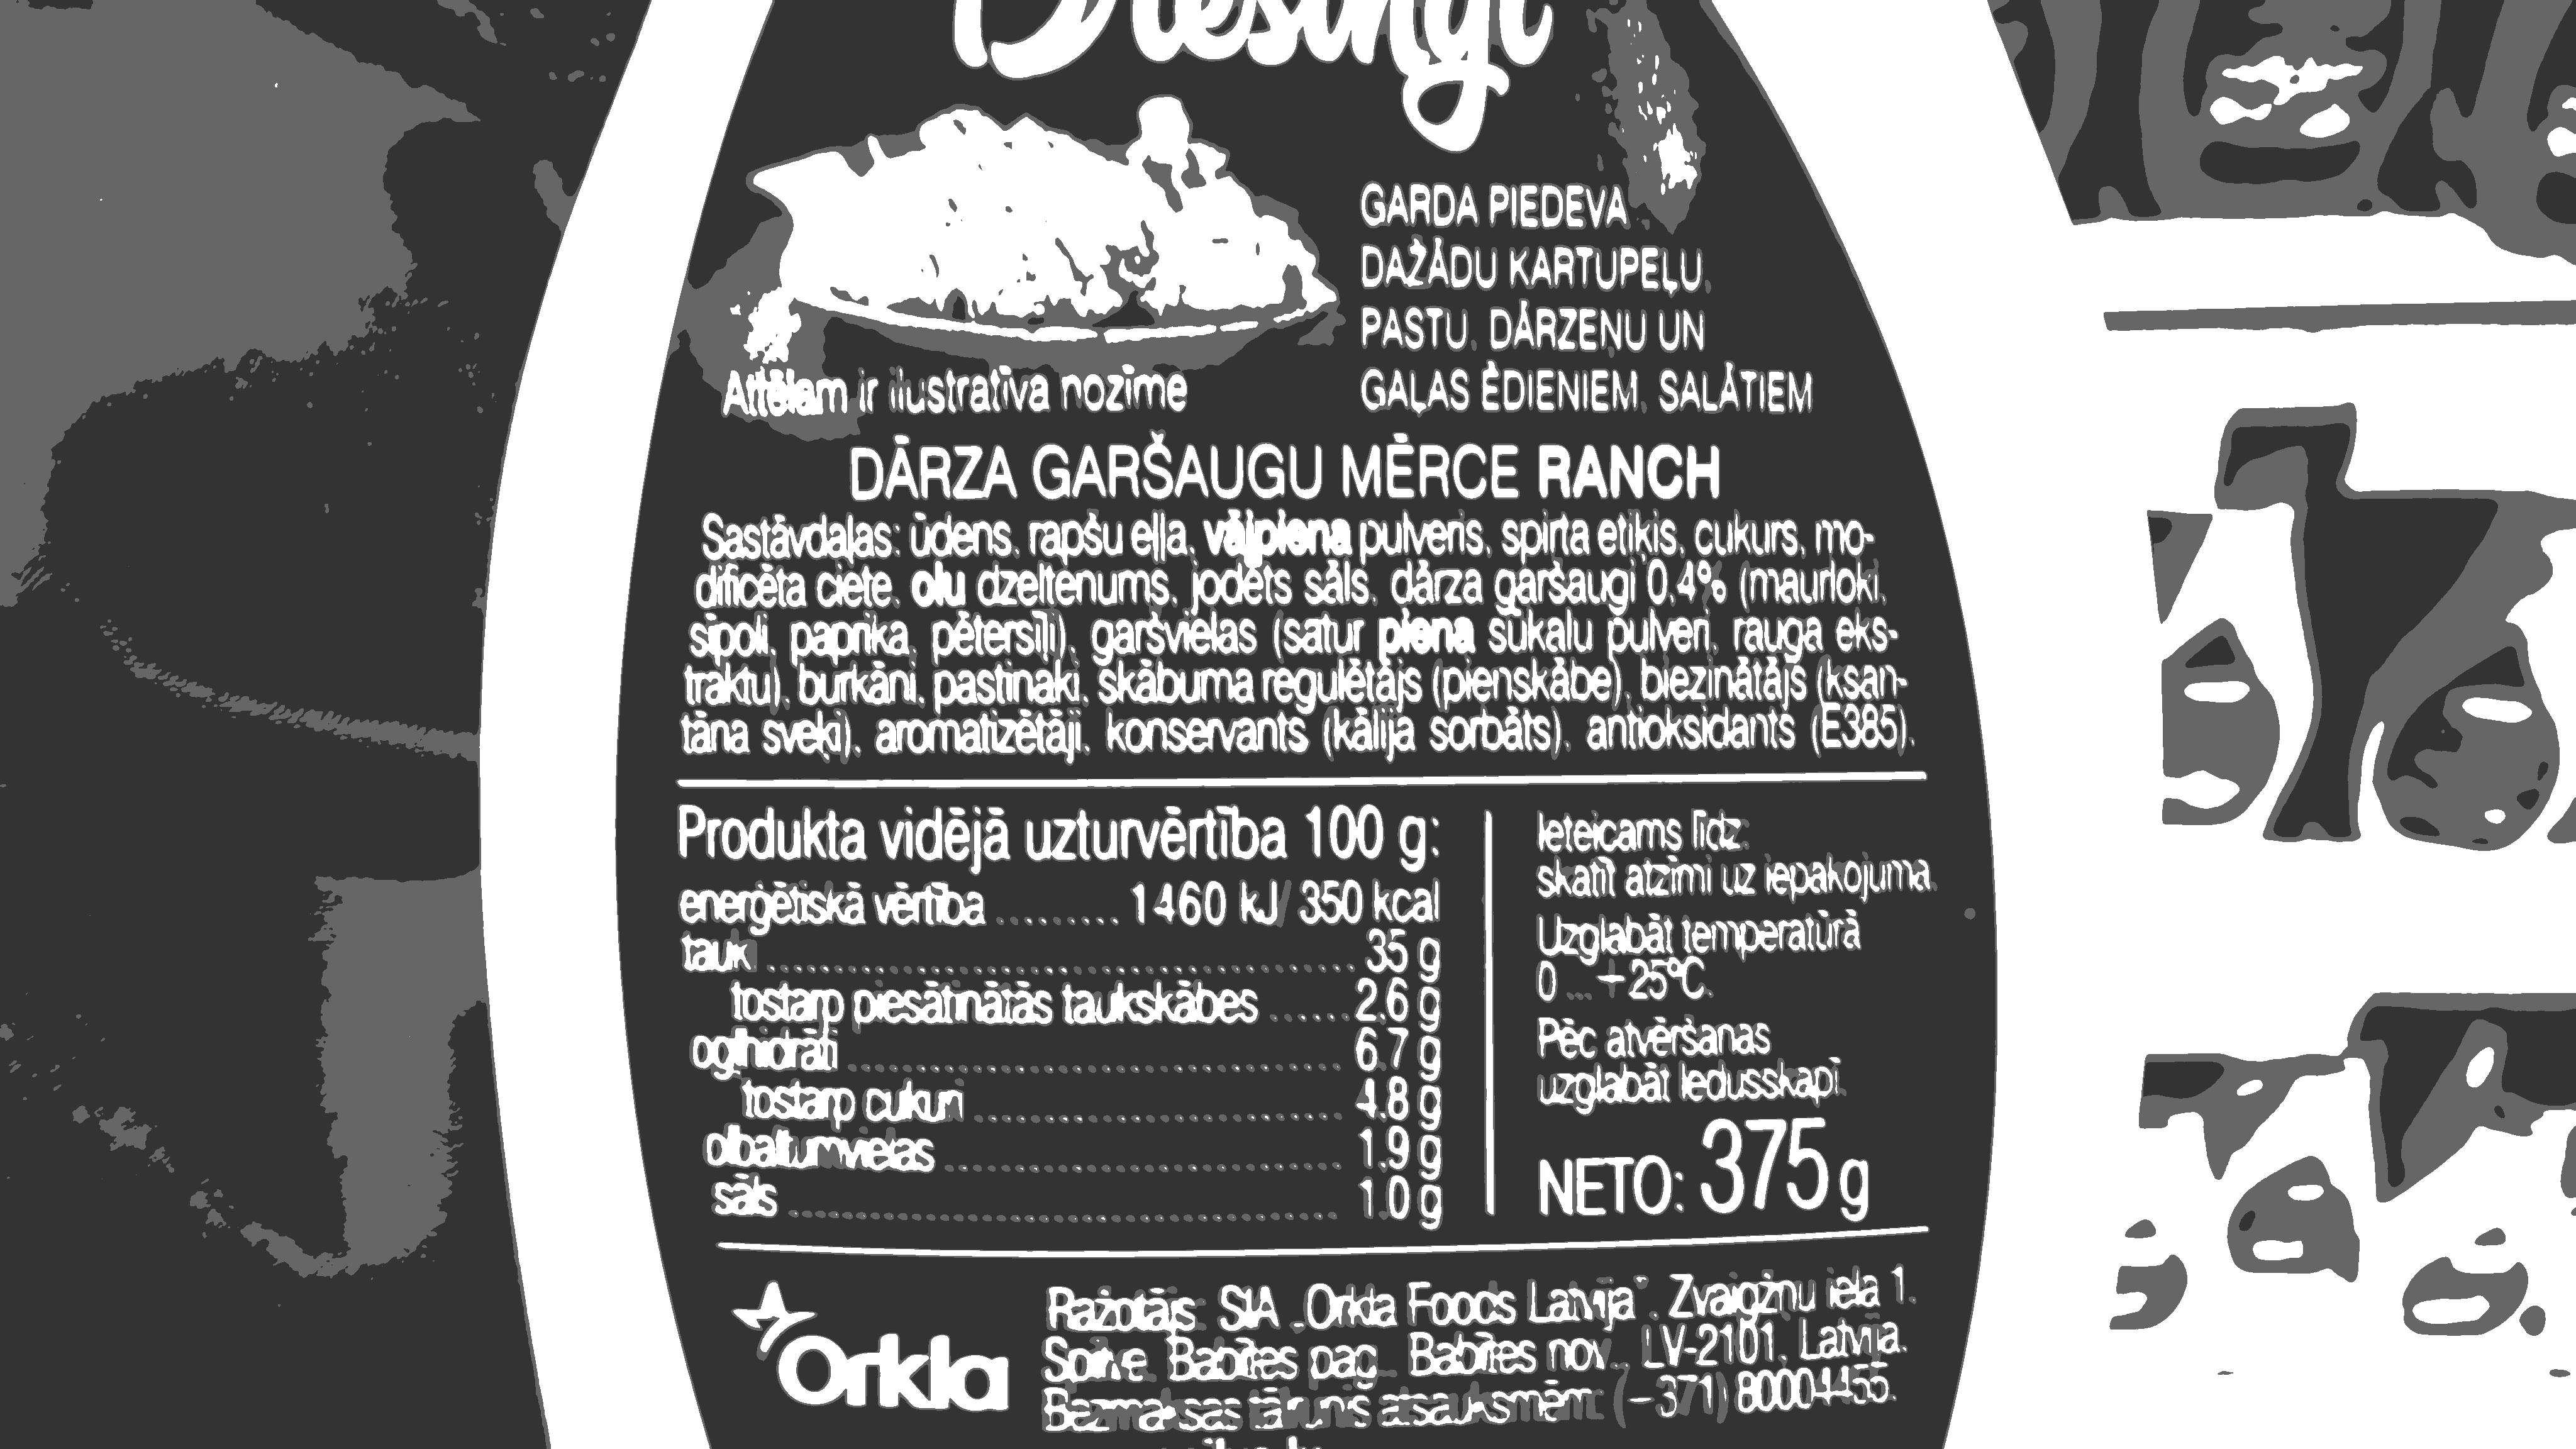 GARDA PIEDEVA
DAŽĀDU KARTUPEĻU,
PASTU, DĀRZEŅU UN
GAĻAS ĒDIENIEM, SALĀTIEM
Attēlam ir ilustratīva nozīme
DĀRZA GARŠAUGU MĒRCE RANCH
Sastāvdaļas: ūdens, rapšu eļļa, vājpiena pulveris, spirta etiķis, cukurs, mo-
dificēta ciete, olu dzeltenums, jodēts sāls, dārza garšaugi 0,4% (maurloki,
sīpoli, paprika, pētersīļi), garšvielas (satur piena sūkalu pulveri, rauga eks-
traktu), burkāni, pastinaki, skābuma regulētājs (pienskābe), biezinātājs (ksan-
tāna sveķi), aromatizētāji, konservants (kālija sorbāts), antioksidants (E385).
Produkta vidējā uzturvērtība 100 g:
enerģētiskā vērtība ......... 1460 kJ/ 350 kcal
tauki ........ 35 g
tostarp piesātinātās taukskābes ...... 2.6 g
ogļhidrāti ........ 6.7 g
tostarp cukuri ........ 4.8 g
olbaltumvielas ........ 1.9 g
sāls ........ 1.0 g
Ieteicams līdz:
skatīt atzīmi uz iepakojuma.
Uzglabāt temperatūrā
0...+25°C.
Pēc atvēršanas
uzglabāt ledusskapī.
NETO: 375 g
Orkla
Ražotājs: SIA „Orkla Foods Latvija", Zvaigžņu iela 1,
Spilve, Babītes pag., Babītes nov., LV-2101, Latvija.
Bezmaksas tālrunis atsauksmēm: (+371) 80004455.